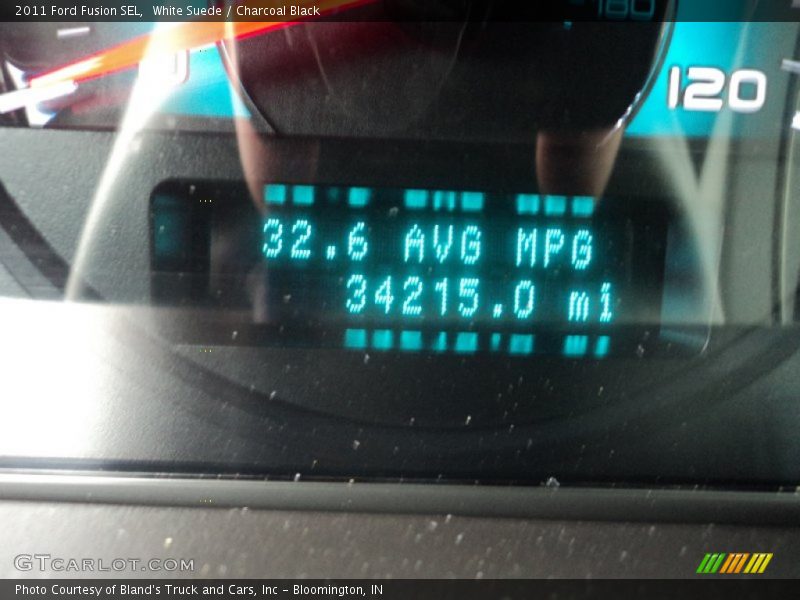 2011 Ford Fusion SEL,  White Suede / Charcoal Black
180
120
32.6 AVG MPG
34215.0 mi
GTcarlot.com
Photo Courtesy of Bland's Truck and Cars, Inc – Bloomington, IN